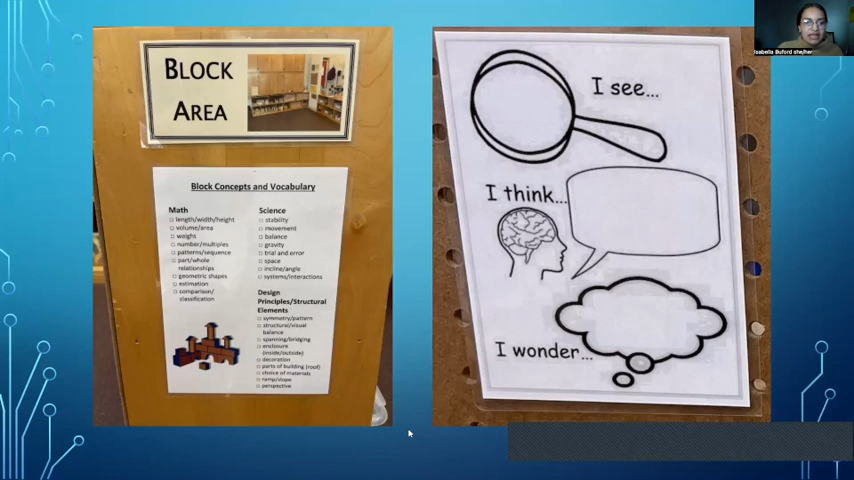 BLOCK
AREA
Block Concepts and Vocabulary
Math
□ length/width/height
□ volume/area
□ weight
□ number/multiples
□ patterns/sequence
□ part/whole
relationships
□ geometric shapes
□ estimation
□ comparison/
classification
Science
□ stability
□ movement
□ balance
□ gravity
□ trial and error
□ space
□ incline/angle
□ systems/interactions
Design
Principles/Structural
Elements
□ symmetry/pattern
□ structural/visual
balance
□ spanning/bridging
□ enclosure
(inside/outside)
□ decoration
□ parts of building (roof)
□ choice of materials
□ ramp/slope
□ perspective
I see...
I think...
I wonder...
Isabella Buford she/her